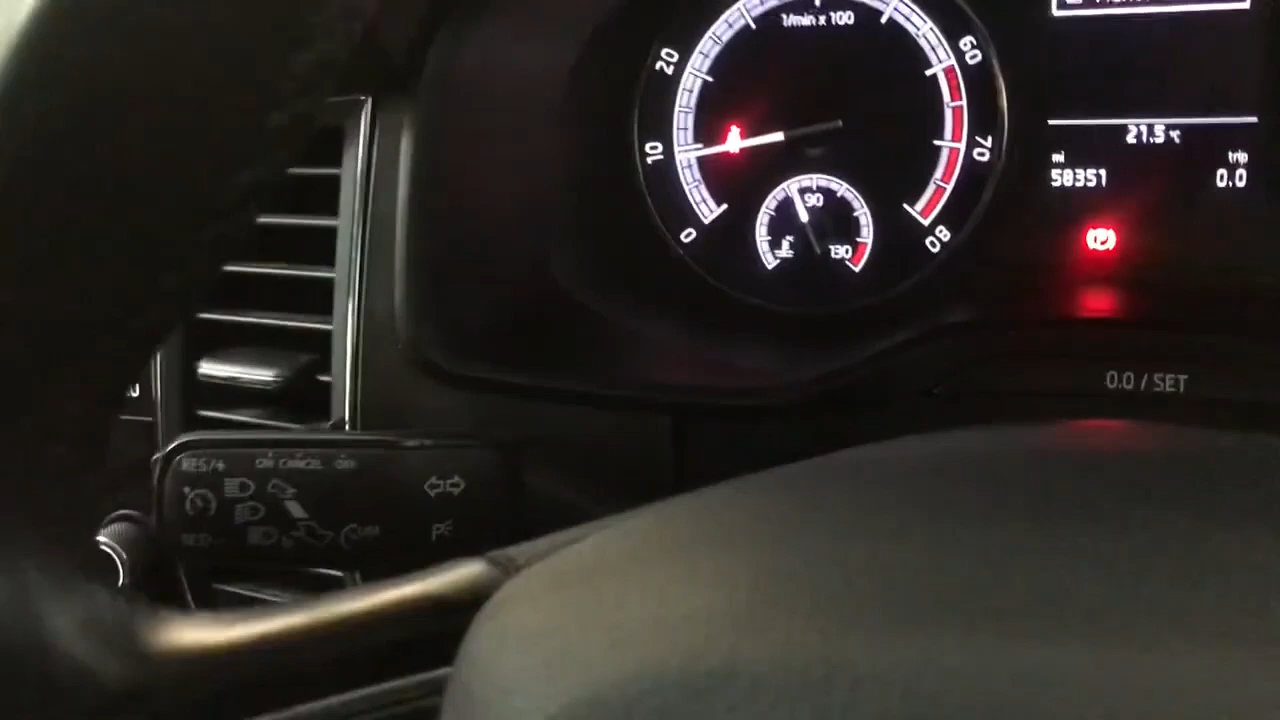 1/min x 100
20
60
10
70
0
80
90
130
21.5 °C
mi
trip
58351
0.0
0.0 / SET
RES/+
ON CANCEL OFF